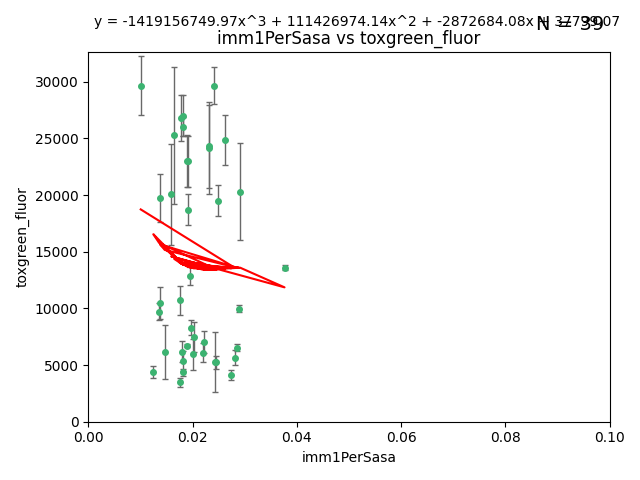 y = -1419156749.97x^3 + 111426974.14x^2 + -2872684.08x + 37799.07
N = 39
imm1PerSasa vs toxgreen_fluor
30000
25000
20000
15000
10000
5000
0
toxgreen_fluor
0.00 0.02 0.04 0.06 0.08 0.10
imm1PerSasa